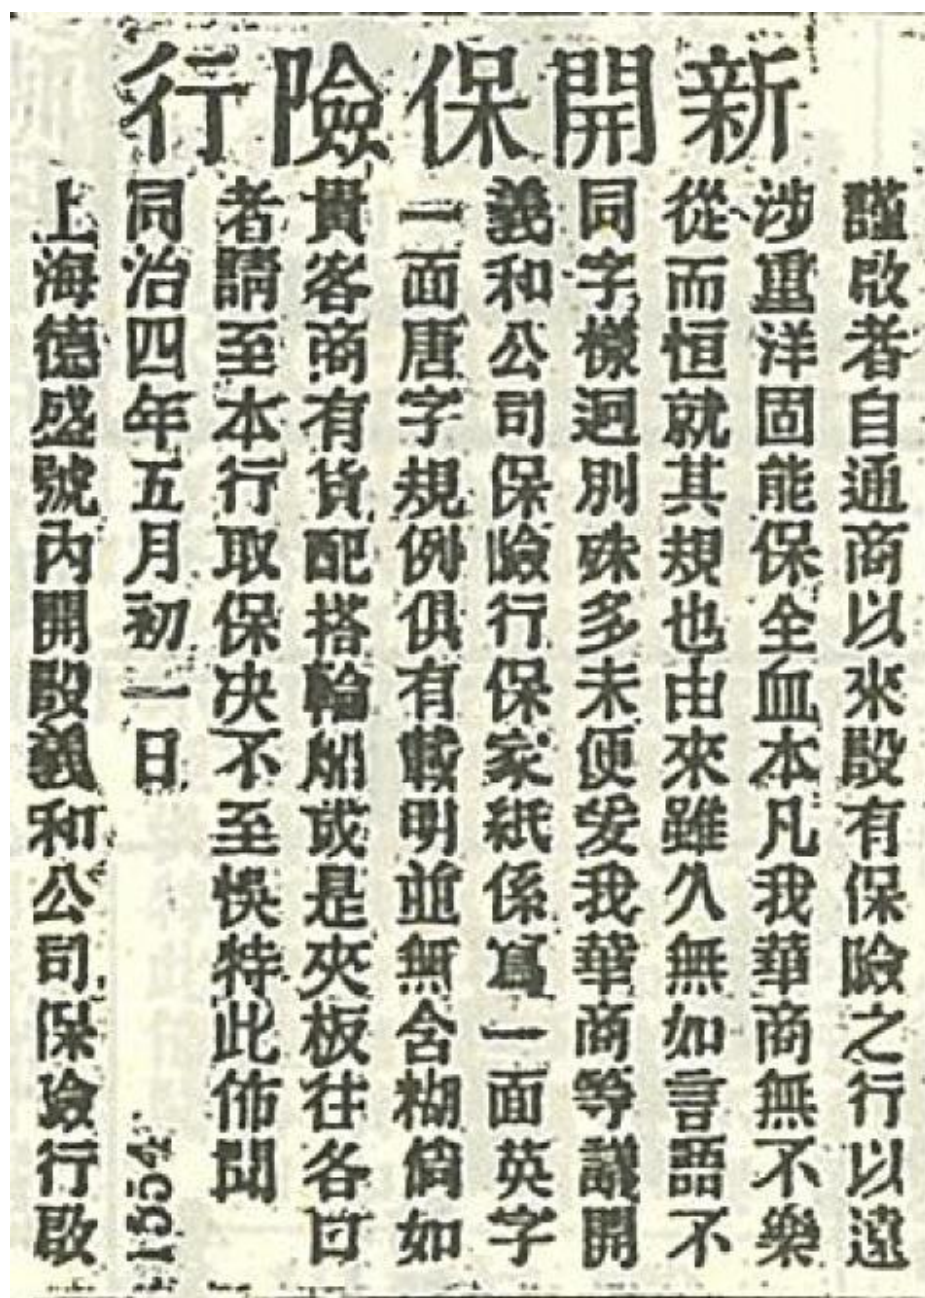 新開保險行
謹啟者自通商以來設有保險之行以遠
涉重洋固能保全血本凡我華商無不樂
從而恒就其規也由來雖久無如言語不
同字樣迥別殊多未便爰我華商等議開
義和公司保險行保家紙係爲一面英字
一面唐字規例俱有載明並無含糊倘如
貴客商有貨配搭輪船或是夾板往各口
者請至本行取保决不至悞特此佈聞
同治四年五月初一日 1554
上海德盛號內開設義和公司保險行啟